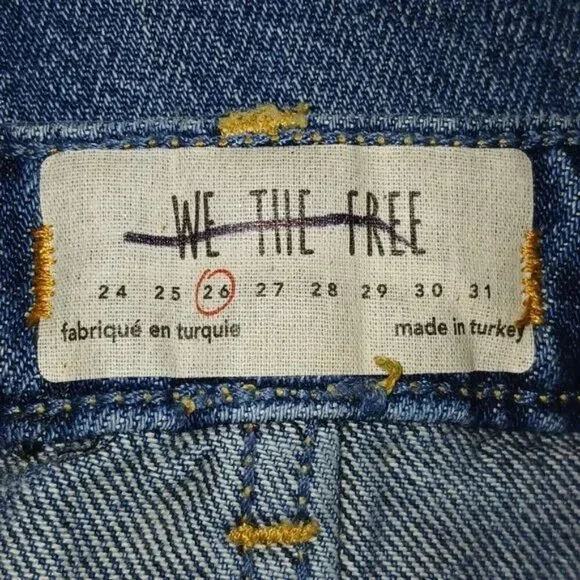 WE THE FREE
24 25 26 27 28 29 30 31
fabriqué en turquie made in turkey